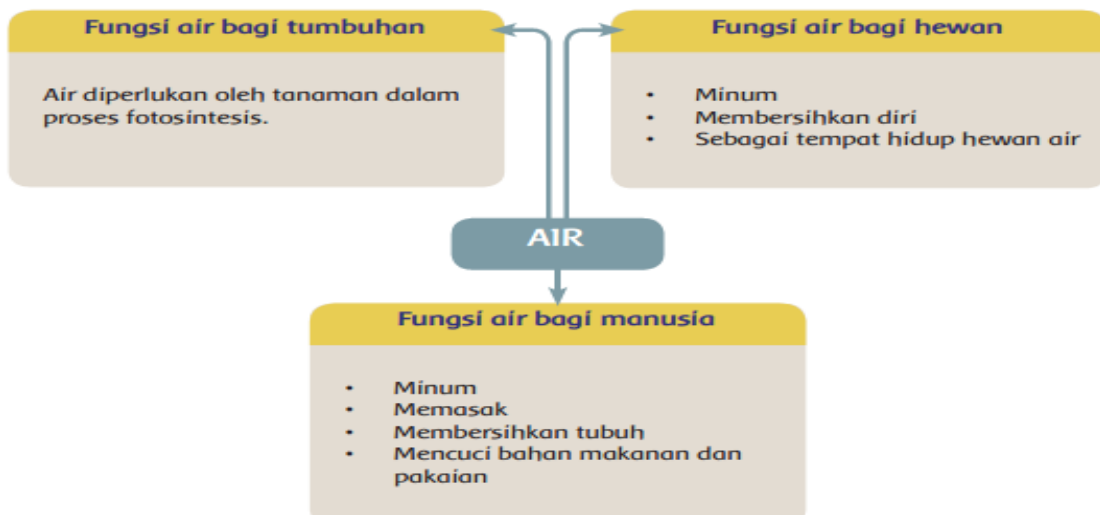 Fungsi air bagi tumbuhan
Air diperlukan oleh tanaman dalam
proses fotosintesis.
Fungsi air bagi hewan
• Minum
• Membersihkan diri
• Sebagai tempat hidup hewan air
AIR
Fungsi air bagi manusia
• Minum
• Memasak
• Membersihkan tubuh
• Mencuci bahan makanan dan
pakaian